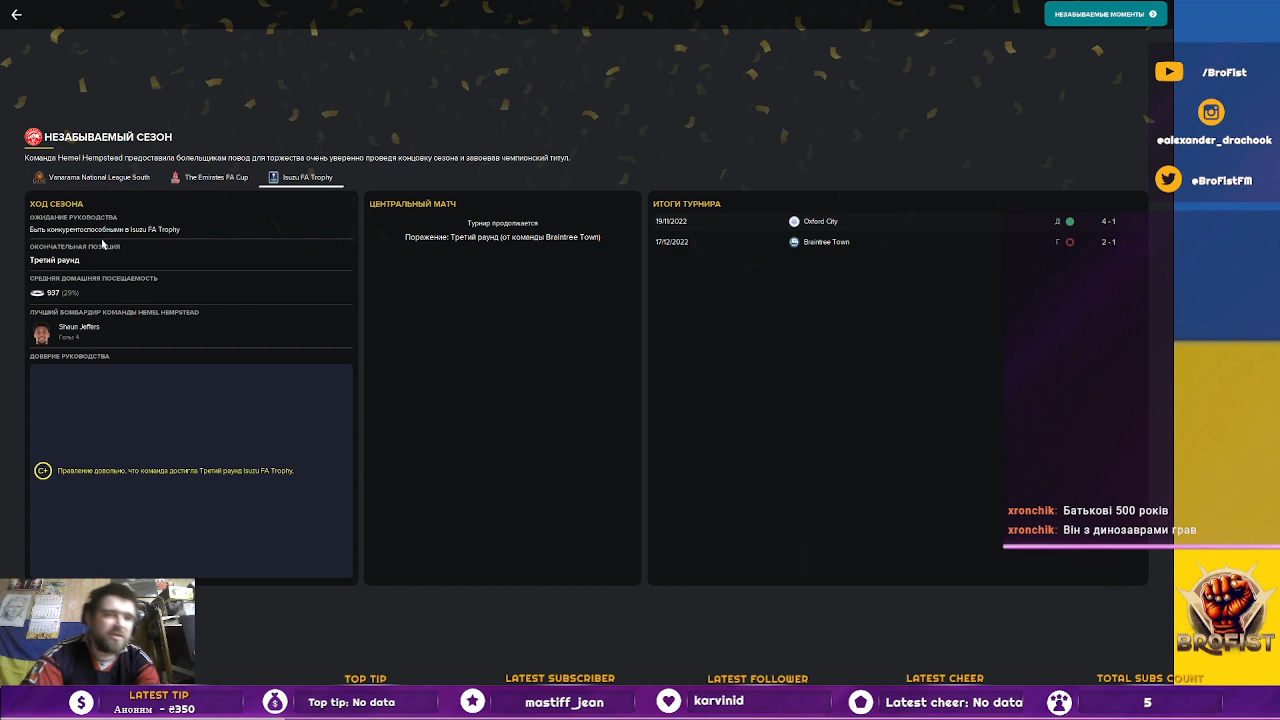 НЕЗАБЫВАЕМЫЕ МОМЕНТЫ
/BroFist
@alexander_drachook
@BroFistFM
НЕЗАБЫВАЕМЫЙ СЕЗОН
Команда Hemel Hempstead предоставила болельщикам повод для торжества очень уверенно проведя концовку сезона и завоевав чемпионский титул.
Vanarama National League South
The Emirates FA Cup
Isuzu FA Trophy
ХОД СЕЗОНА
ОЖИДАНИЕ РУКОВОДСТВА
Быть конкурентоспособными в Isuzu FA Trophy
ОКОНЧАТЕЛЬНАЯ ПОЗИЦИЯ
Третий раунд
СРЕДНЯЯ ДОМАШНЯЯ ПОСЕЩАЕМОСТЬ
937 (29%)
ЛУЧШИЙ БОМБАРДИР КОМАНДЫ HEMEL HEMPSTEAD
Shaun Jeffers
Голы: 4
ДОВЕРИЕ РУКОВОДСТВА
C+ Правление довольно, что команда достигла Третий раунд Isuzu FA Trophy.
ЦЕНТРАЛЬНЫЙ МАТЧ
Турнир продолжается
Поражение: Третий раунд (от команды Braintree Town)
ИТОГИ ТУРНИРА
19/11/2022 Oxford City Д 4 - 1
17/12/2022 Braintree Town Г 2 - 1
xronchik: Батькові 500 років
xronchik: Він з динозаврами грав
BROFIST
LATEST TIP
Аноним - ₴350
TOP TIP
Top tip: No data
LATEST SUBSCRIBER
mastiff_jean
LATEST FOLLOWER
karvinid
LATEST CHEER
Latest cheer: No data
TOTAL SUBS COUNT
5